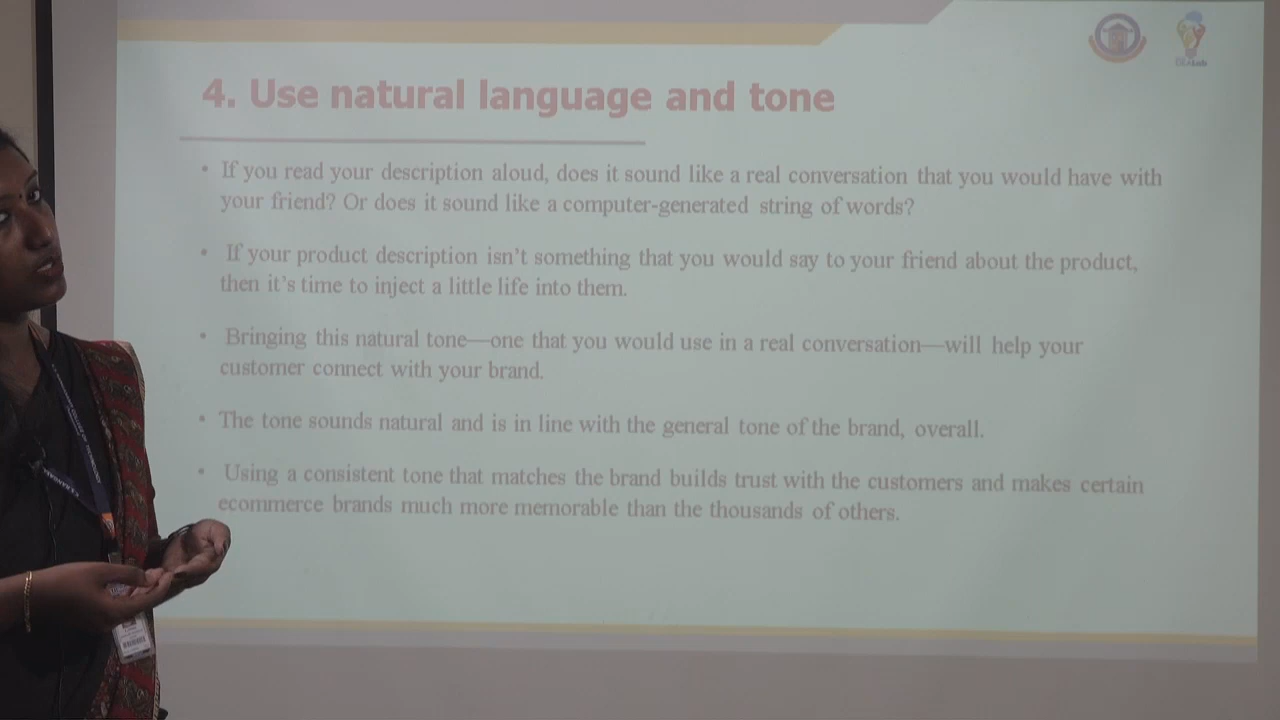 4. Use natural language and tone
• If you read your description aloud, does it sound like a real conversation that you would have with
your friend? Or does it sound like a computer-generated string of words?
• If your product description isn’t something that you would say to your friend about the product,
then it’s time to inject a little life into them.
• Bringing this natural tone—one that you would use in a real conversation—will help your
customer connect with your brand.
• The tone sounds natural and is in line with the general tone of the brand, overall.
• Using a consistent tone that matches the brand builds trust with the customers and makes certain
ecommerce brands much more memorable than the thousands of others.